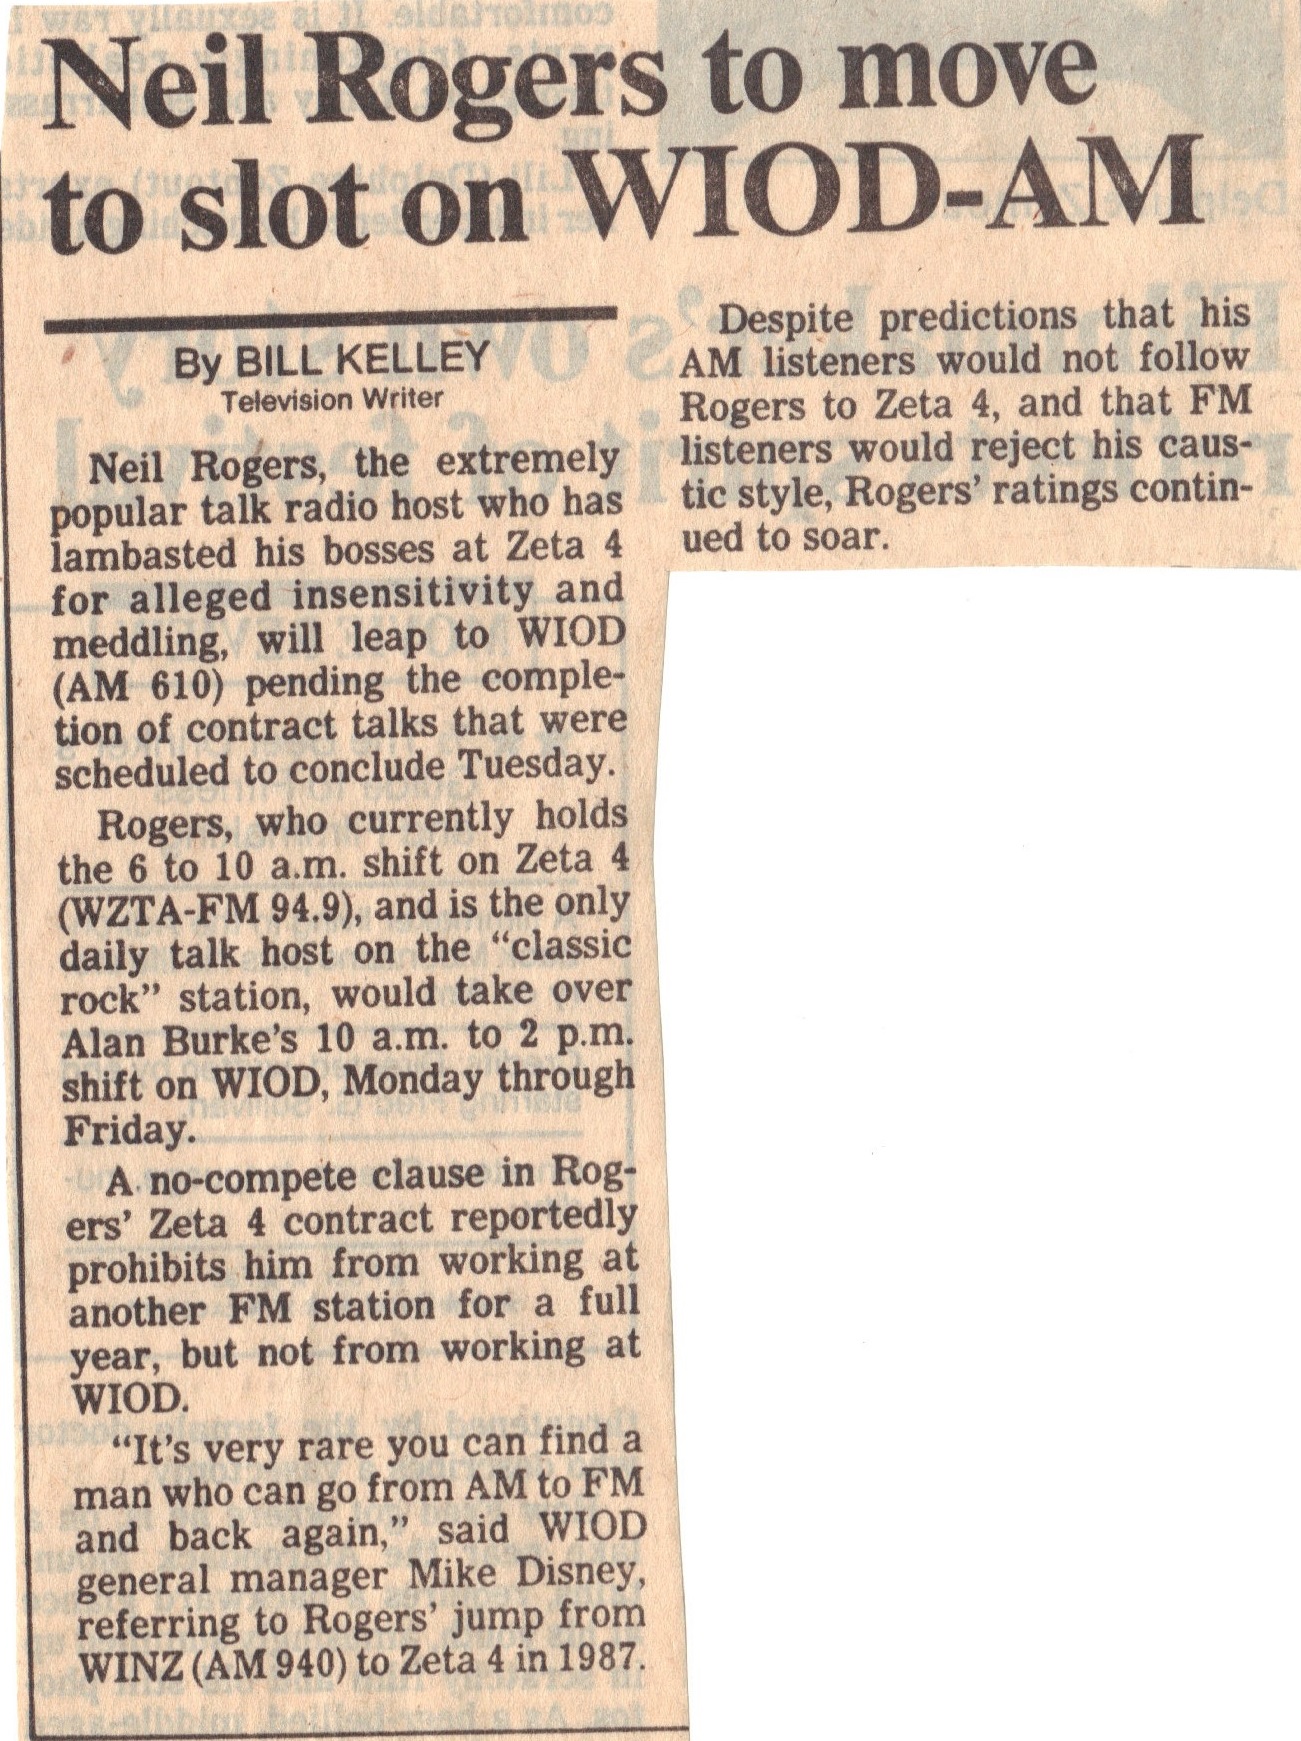 Neil Rogers to move
to slot on WIOD-AM
By BILL KELLEY
Television Writer
Neil Rogers, the extremely
popular talk radio host who has
lambasted his bosses at Zeta 4
for alleged insensitivity and
meddling, will leap to WIOD
(AM 610) pending the comple-
tion of contract talks that were
scheduled to conclude Tuesday.
Rogers, who currently holds
the 6 to 10 a.m. shift on Zeta 4
(WZTA-FM 94.9), and is the only
daily talk host on the “classic
rock” station, would take over
Alan Burke’s 10 a.m. to 2 p.m.
shift on WIOD, Monday through
Friday.
A no-compete clause in Rog-
ers’ Zeta 4 contract reportedly
prohibits him from working at
another FM station for a full
year, but not from working at
WIOD.
“It’s very rare you can find a
man who can go from AM to FM
and back again,” said WIOD
general manager Mike Disney,
referring to Rogers’ jump from
WINZ (AM 940) to Zeta 4 in 1987.
Despite predictions that his
AM listeners would not follow
Rogers to Zeta 4, and that FM
listeners would reject his caus-
tic style, Rogers’ ratings contin-
ued to soar.